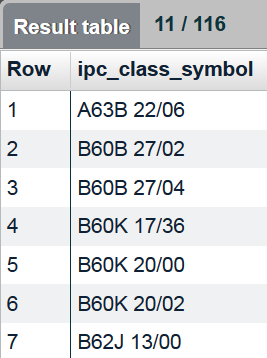 Result table 11 / 116
Row ipc_class_symbol
1 A63B 22/06
2 B60B 27/02
3 B60B 27/04
4 B60K 17/36
5 B60K 20/00
6 B60K 20/02
7 B62J 13/00